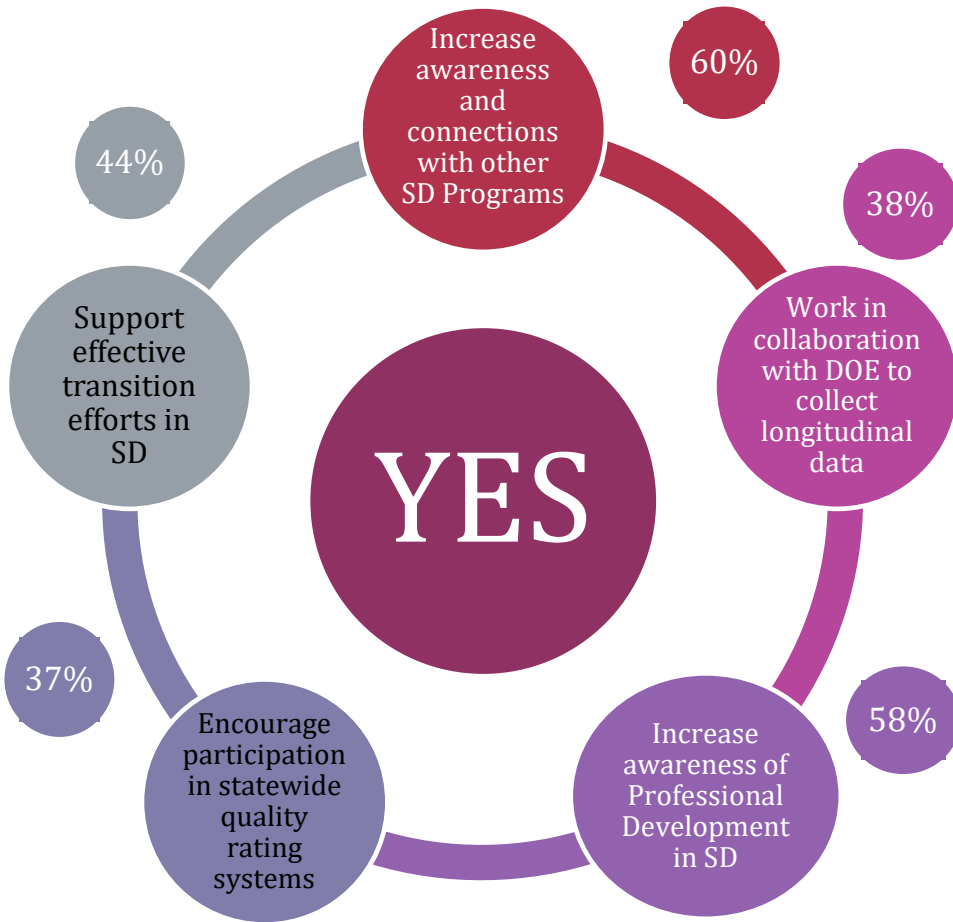 Increase
awareness
and
connections
with other
SD Programs
60%
38%
Work in
collaboration
with DOE to
collect
longitudinal
data
58%
Increase
awareness of
Professional
Development
in SD
37%
Encourage
participation
in statewide
quality
rating
systems
44%
Support
effective
transition
efforts in
SD
YES